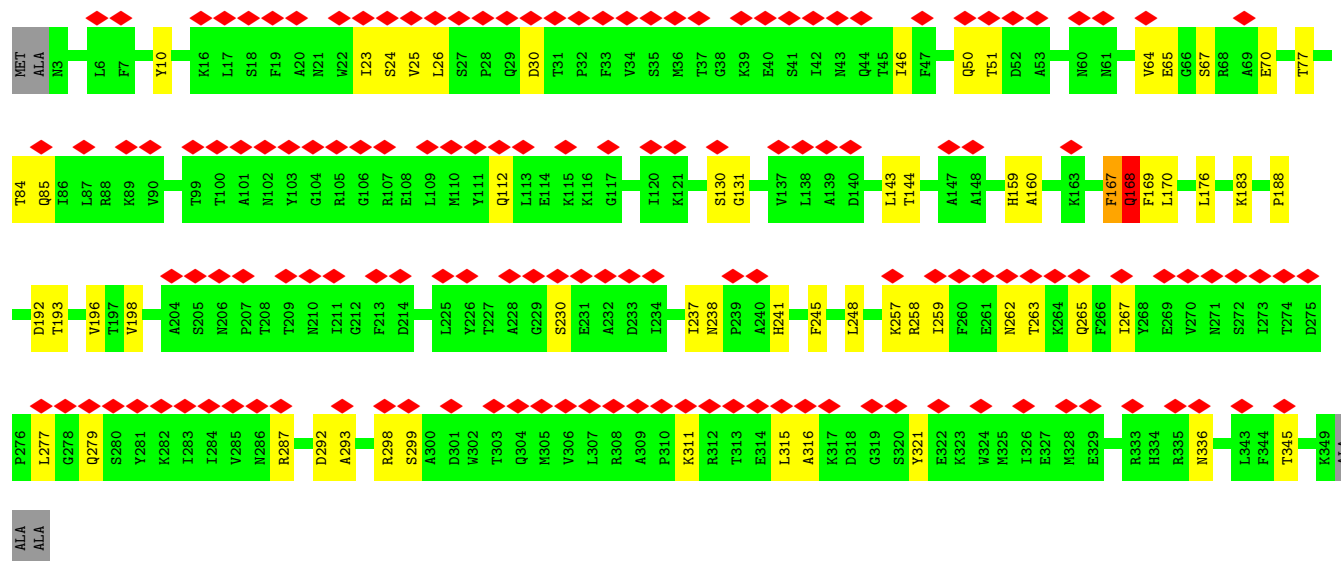 MET ALA N3 L6 F7 Y10 K16 L17 S18 F19 A20 N21 W22 I23 S24 V25 L26 S27 P28 Q29 D30 T31 P32 F33 V34 S35 M36 T37 G38 K39 E40 S41 I42 N43 Q44 T45 I46 F47 Q50 T51 D52 A53 N60 N61 V64 E65 G66 S67 R68 A69 E70 T77
T84 Q85 I86 L87 R88 K89 V90 T99 T100 A101 N102 Y103 G104 R105 G106 R107 E108 L109 M110 Y111 Q112 L113 E114 K115 K116 G117 I120 K121 S130 G131 V137 L138 A139 D140 L143 T144 A147 A148 H159 A160 K163 F167 Q168 F169 L170 L176 K183 P188
D192 T193 V196 T197 V198 A204 S205 N206 P207 T208 T209 N210 I211 G212 F213 D214 L225 Y226 T227 A228 G229 S230 E231 A232 D233 I234 I237 N238 P239 A240 H241 F245 L248 K257 R258 I259 F260 E261 N262 T263 K264 Q265 F266 I267 Y268 E269 V270 N271 S272 I273 T274 D275
P276 L277 G278 Q279 S280 Y281 K282 I283 I284 V285 N286 R287 D292 A293 R298 S299 A300 D301 W302 T303 Q304 M305 V306 L307 R308 A309 P310 K311 R312 T313 E314 L315 A316 K317 D318 G319 S320 Y321 E322 K323 W324 M325 I326 E327 M328 E329 R333 H334 R335 N336 L343 F344 T345 K349 ALA
ALA ALA